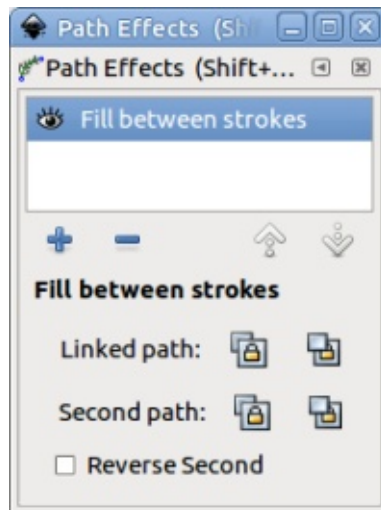 Path Effects (Sh
Path Effects (Shift+...
Fill between strokes
Fill between strokes
Linked path:
Second path:
Reverse Second